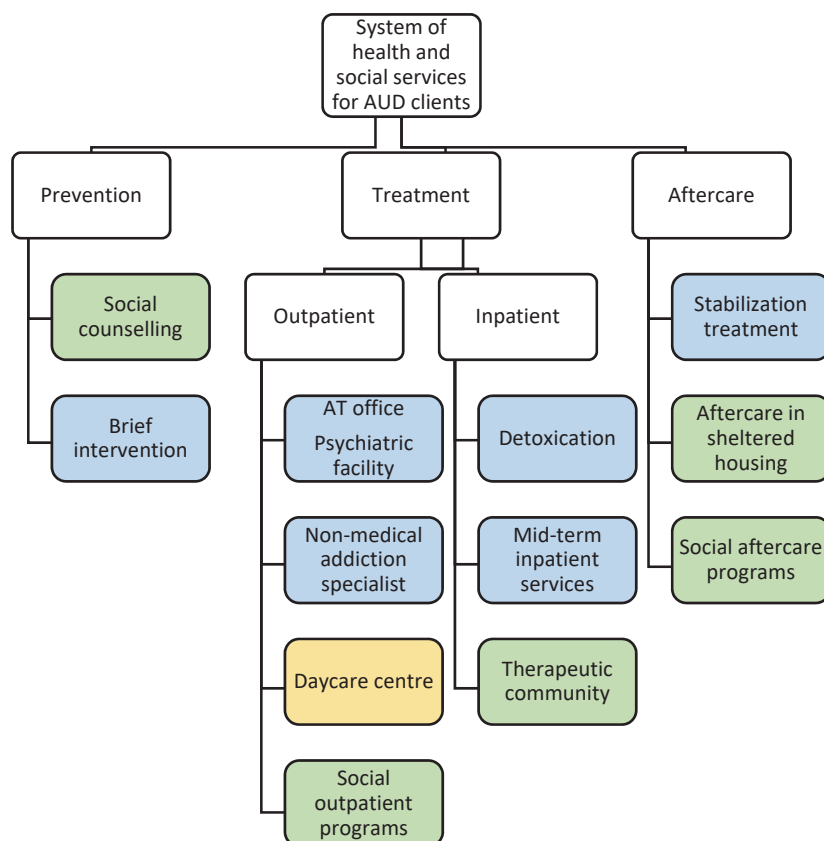 System of
health and
social services
for AUD clients
Prevention
Treatment
Aftercare
Social
counselling
Outpatient
Inpatient
Stabilization
treatment
Brief
intervention
AT office
Psychiatric
facility
Detoxication
Aftercare in
sheltered
housing
Non-medical
addiction
specialist
Mid-term
inpatient
services
Social aftercare
programs
Daycare centre
Therapeutic
community
Social
outpatient
programs